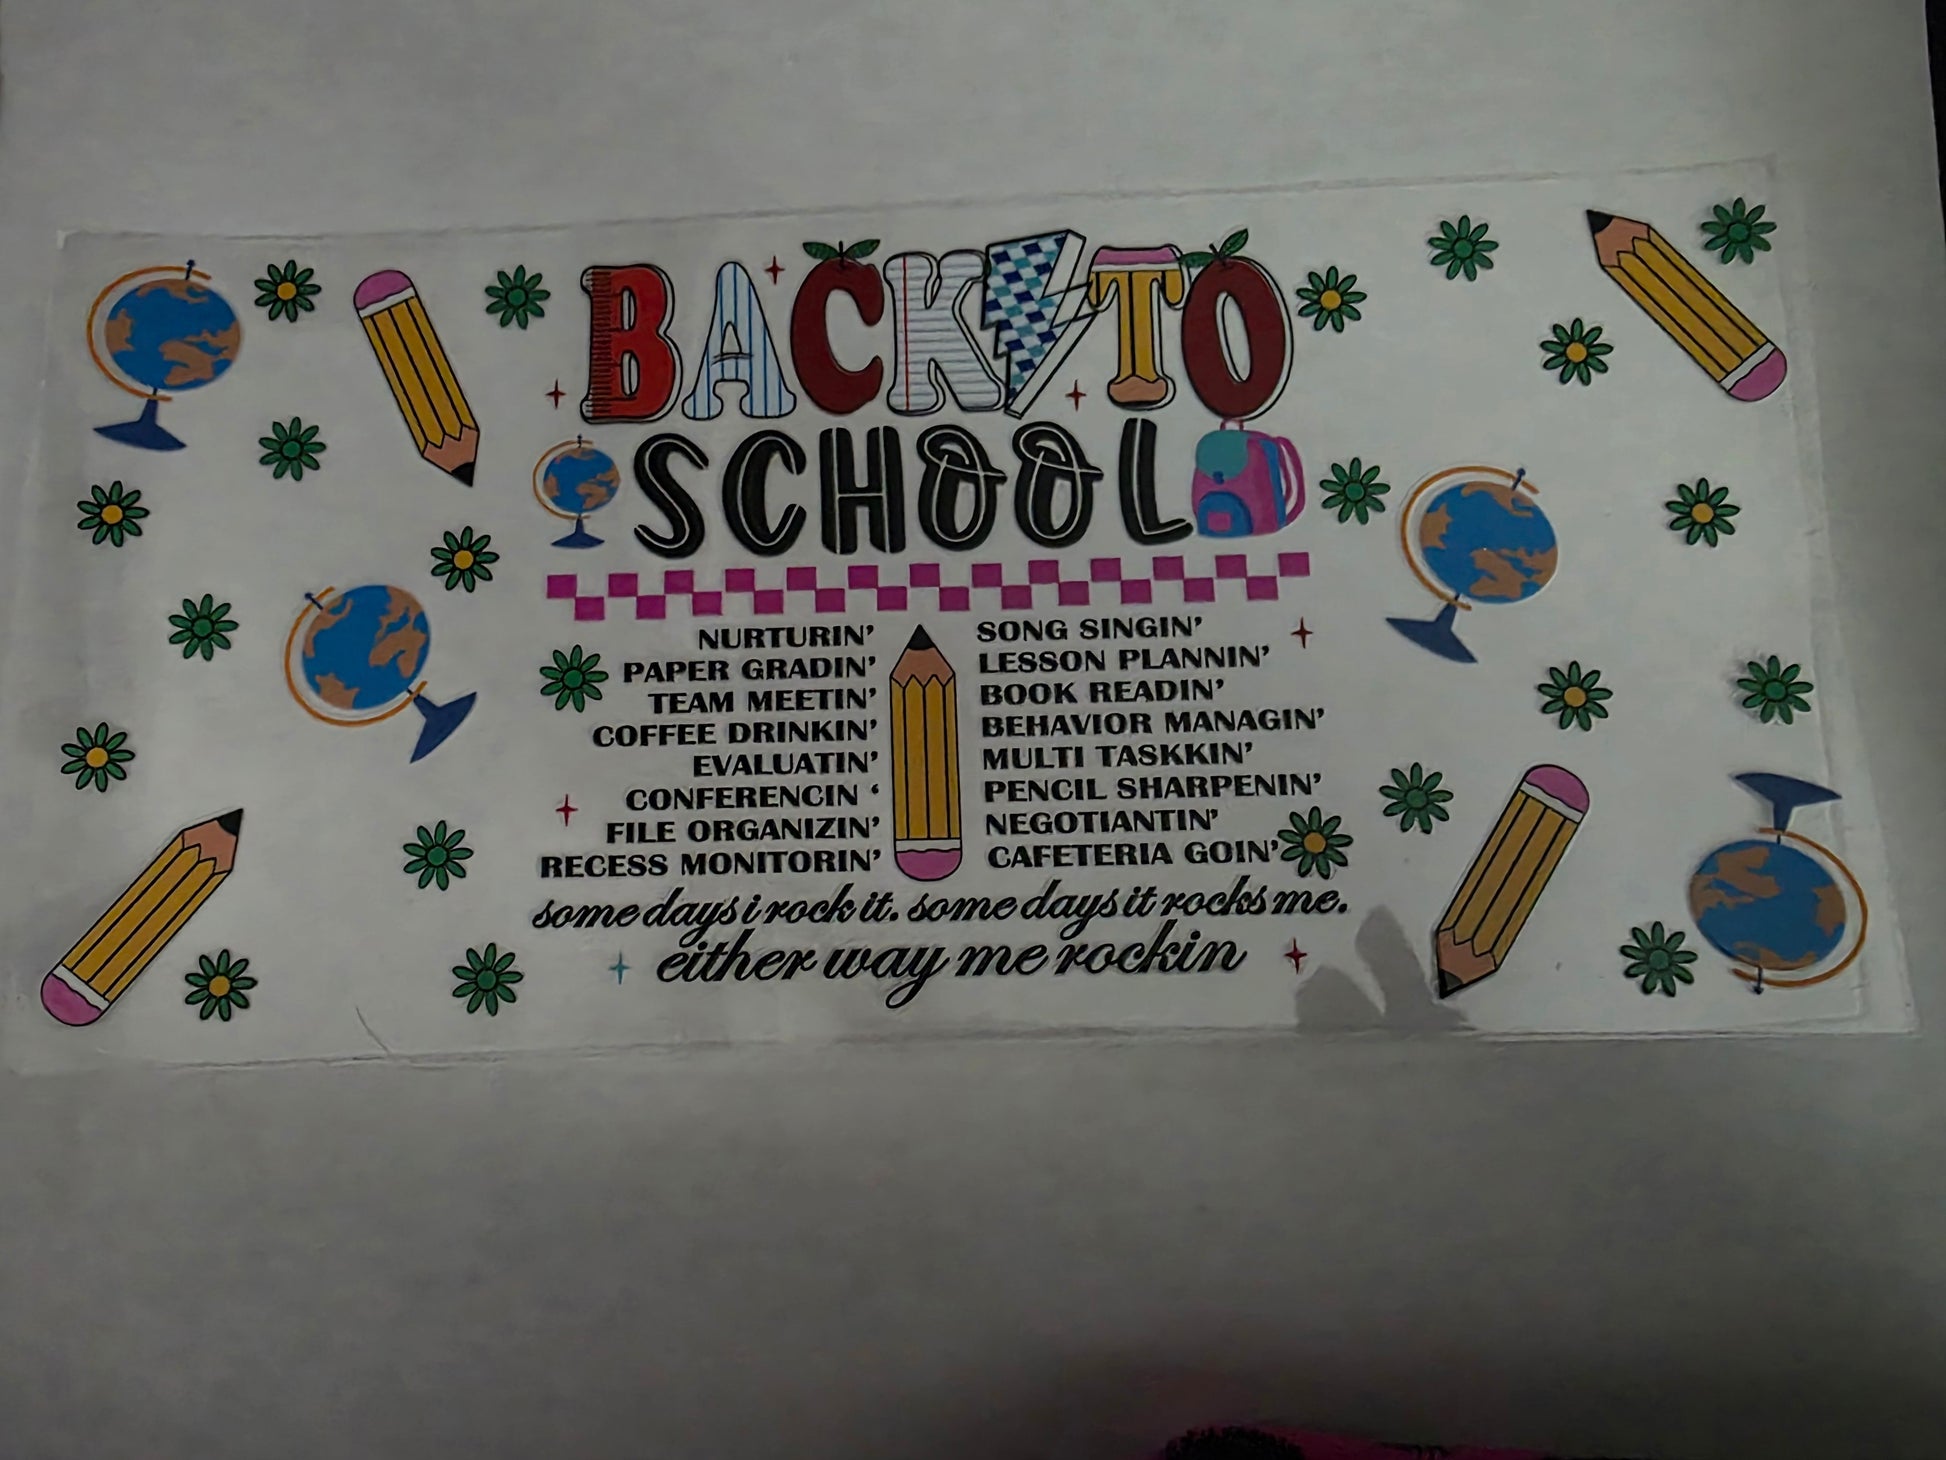 BACK TO
SCHOOL
NURTURIN'
PAPER GRADIN'
TEAM MEETIN'
COFFEE DRINKIN'
EVALUATIN'
CONFERENCIN ‘
FILE ORGANIZIN'
RECESS MONITORIN'
SONG SINGIN'
LESSON PLANNIN'
BOOK READIN'
BEHAVIOR MANAGIN'
MULTI TASKKIN'
PENCIL SHARPENIN'
NEGOTIANTIN'
CAFETERIA GOIN'
some days i rock it. some days it rocks me.
either way me rockin